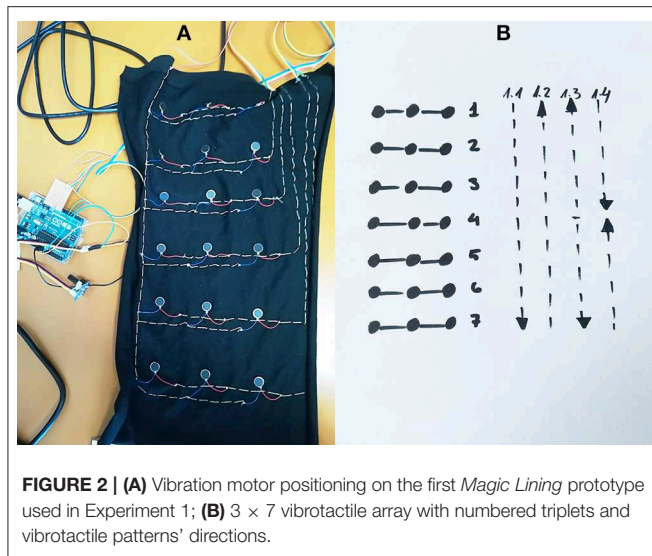 A
B
1.1 1.2 1.3 1.4
1
2
3
4
5
6
7
FIGURE 2 | (A) Vibration motor positioning on the first Magic Lining prototype
used in Experiment 1; (B) 3 × 7 vibrotactile array with numbered triplets and
vibrotactile patterns' directions.